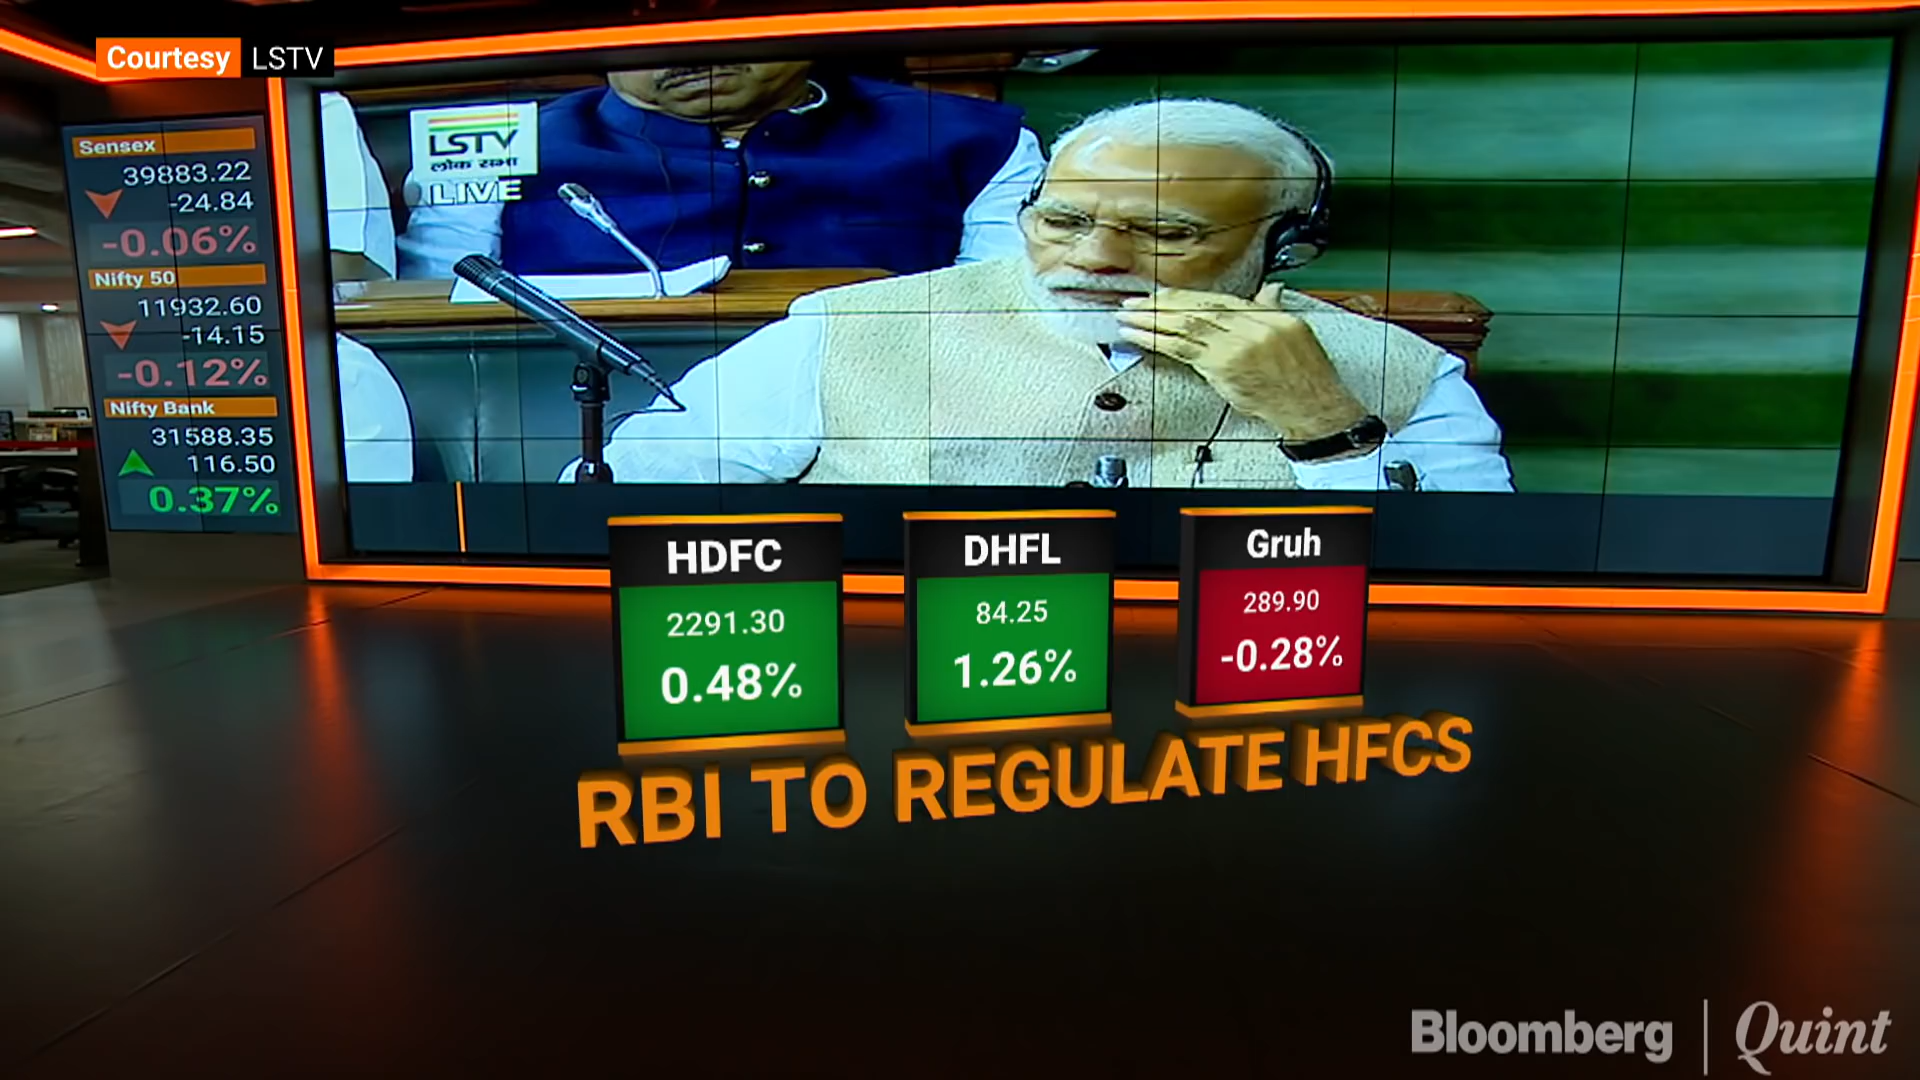 Courtesy LSTV
LSTV
लोक सभा
LIVE
Sensex
39883.22
-24.84
-0.06%
Nifty 50
11932.60
-14.15
-0.12%
Nifty Bank
31588.35
116.50
0.37%
HDFC
2291.30
0.48%
DHFL
84.25
1.26%
Gruh
289.90
-0.28%
RBI TO REGULATE HFCS
Bloomberg | Quint